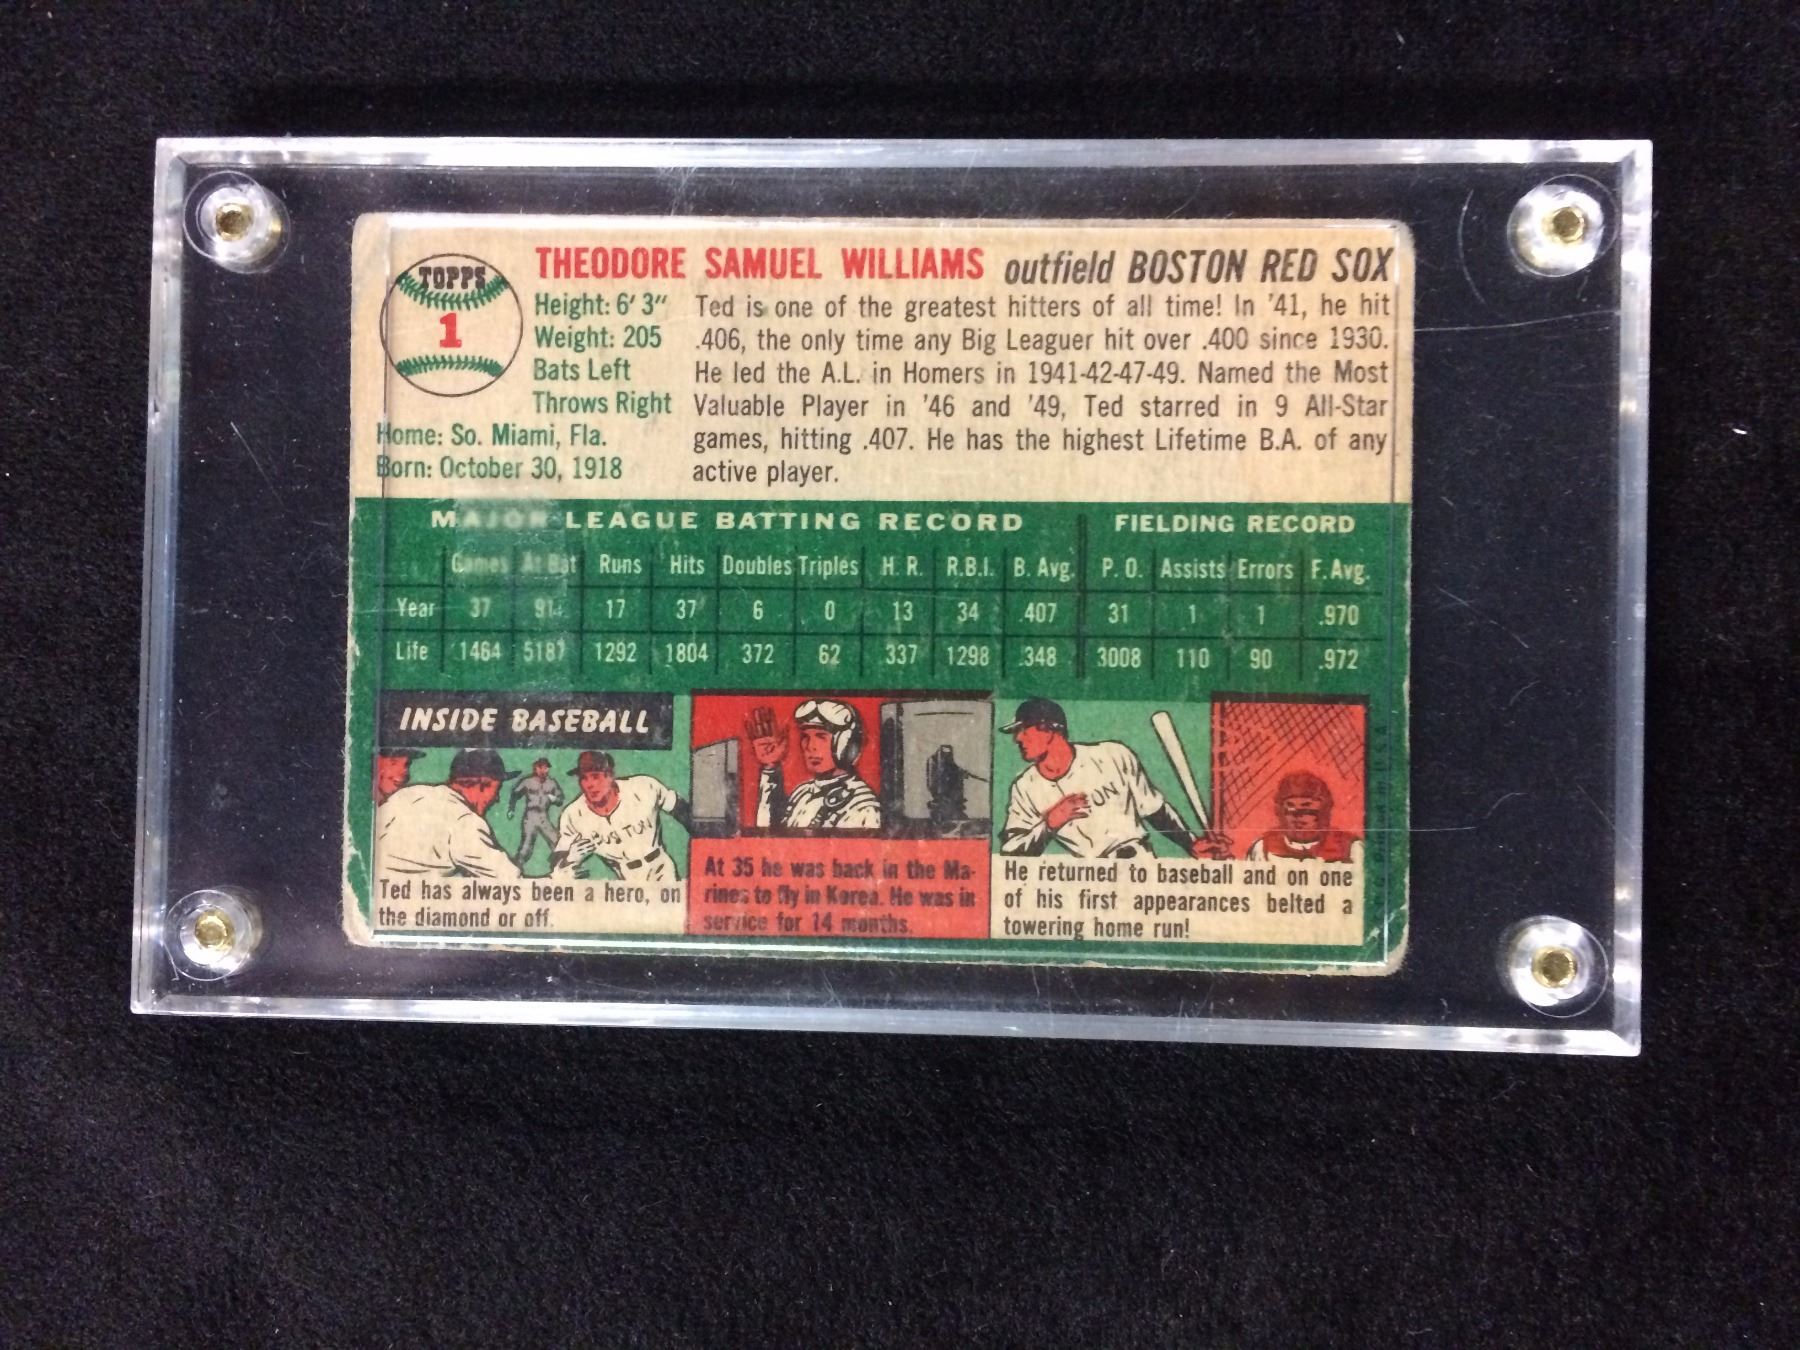 TOPPS
1
THEODORE SAMUEL WILLIAMS outfield BOSTON RED SOX
Height: 6' 3"
Weight: 205
Bats Left
Throws Right
Home: So. Miami, Fla.
Born: October 30, 1918
Ted is one of the greatest hitters of all time! In '41, he hit
.406, the only time any Big Leaguer hit over .400 since 1930.
He led the A.L. in Homers in 1941-42-47-49. Named the Most
Valuable Player in '46 and '49, Ted starred in 9 All-Star
games, hitting .407. He has the highest Lifetime B.A. of any
active player.
MAJOR LEAGUE BATTING RECORD FIELDING RECORD
Games At Bat Runs Hits Doubles Triples H. R. R.B.I. B. Avg. P. O. Assists Errors F. Avg.
Year 37 91 17 37 6 0 13 34 .407 31 1 1 .970
Life 1464 5187 1292 1804 372 62 337 1298 .348 3008 110 90 .972
INSIDE BASEBALL
BOSTON
Ted has always been a hero, on
the diamond or off.
At 35 he was back in the Ma-
rines to fly in Korea. He was in
service for 14 months.
ON
He returned to baseball and on one
of his first appearances belted a
towering home run!